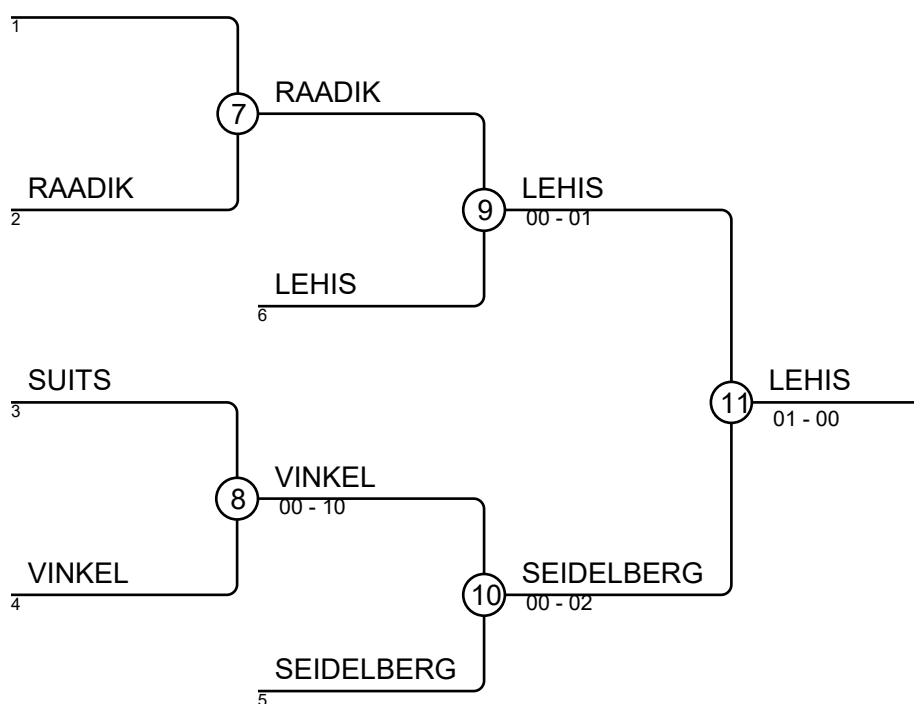 1
RAADIK
7
RAADIK
2
LEHIS
9
00 - 01
LEHIS
6
SUITS
3
LEHIS
11
01 - 00
VINKEL
8
00 - 10
VINKEL
4
SEIDELBERG
10
00 - 02
SEIDELBERG
5